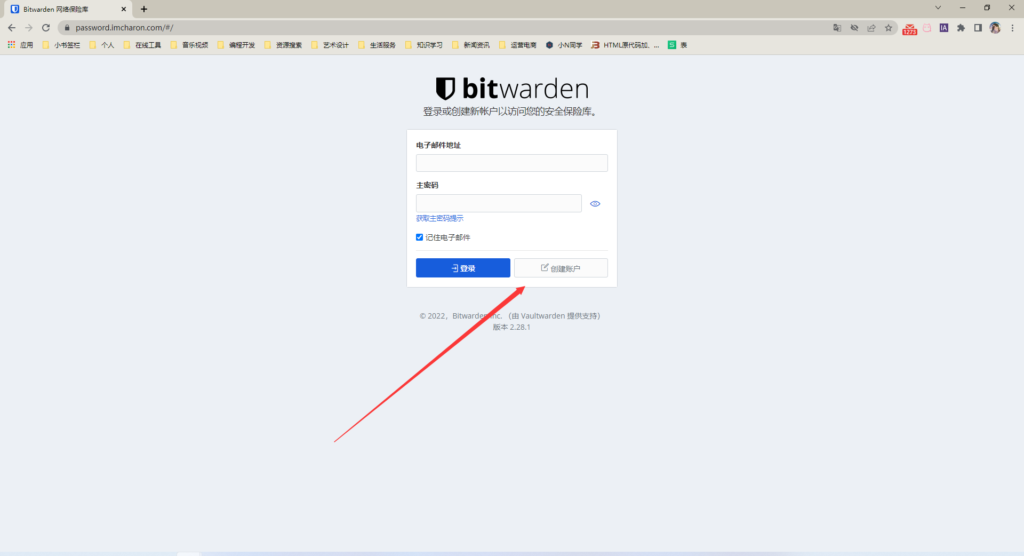 Bitwarden 网络保险库
password.imcharon.com/#/
1273
IA
应用 小书签栏 个人 在线工具 音乐视频 编程开发 资源搜索 艺术设计 生活服务 知识学习 新闻资讯 运营电商 小N同学 HTML原代码加、...
bitwarden
登录或创建新帐户以访问您的安全保险库。
电子邮件地址
主密码
获取主密码提示
记住电子邮件
登录 创建账户
© 2022，Bitwarden Inc. （由 Vaultwarden 提供支持）
版本 2.28.1